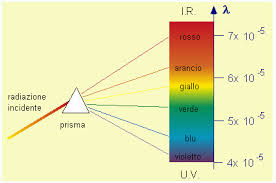 I.R.
λ
rosso
7x 10⁻⁵
arancio
6x 10⁻⁵
giallo
radiazione
incidente
verde
prisma
5x 10⁻⁵
blu
violetto
4x 10⁻⁵
U.V.